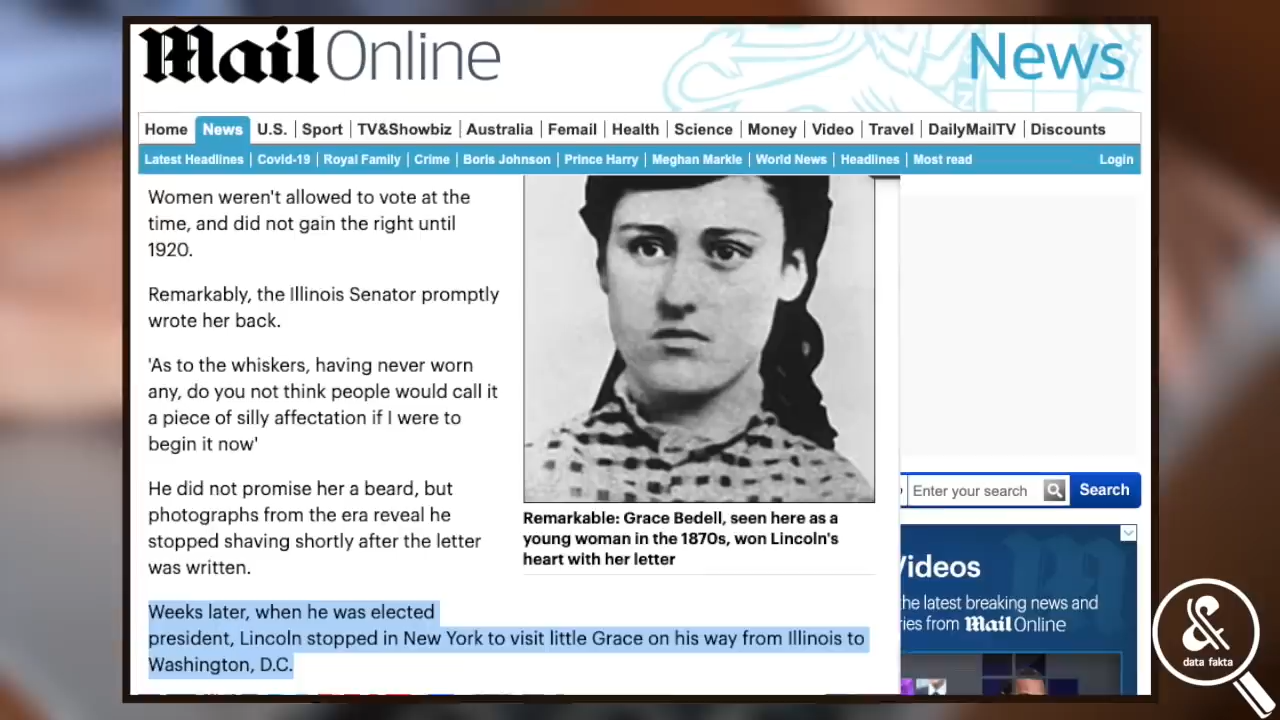 Mail Online
News
Home News U.S. Sport TV&Showbiz Australia Femail Health Science Money Video Travel DailyMailTV Discounts
Latest Headlines Covid-19 Royal Family Crime Boris Johnson Prince Harry Meghan Markle World News Headlines Most read Login
Women weren't allowed to vote at the
time, and did not gain the right until
1920.
Remarkably, the Illinois Senator promptly
wrote her back.
'As to the whiskers, having never worn
any, do you not think people would call it
a piece of silly affectation if I were to
begin it now'
He did not promise her a beard, but
photographs from the era reveal he
stopped shaving shortly after the letter
was written.
Weeks later, when he was elected
president, Lincoln stopped in New York to visit little Grace on his way from Illinois to
Washington, D.C.
Remarkable: Grace Bedell, seen here as a
young woman in the 1870s, won Lincoln's
heart with her letter
Enter your search Search
Videos
the latest breaking news and
ries from Mail Online
&
data fakta